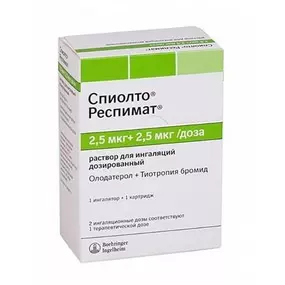 Спиолто®
Респимат®
2,5 мкг+ 2,5 мкг /доза
раствор для ингаляций
дозированный
Олодатерол + Тиотропия бромид
1 ингалятор + 1 картридж
2 ингаляционные дозы соответствуют
1 терапевтической дозе
Boehringer
Ingelheim